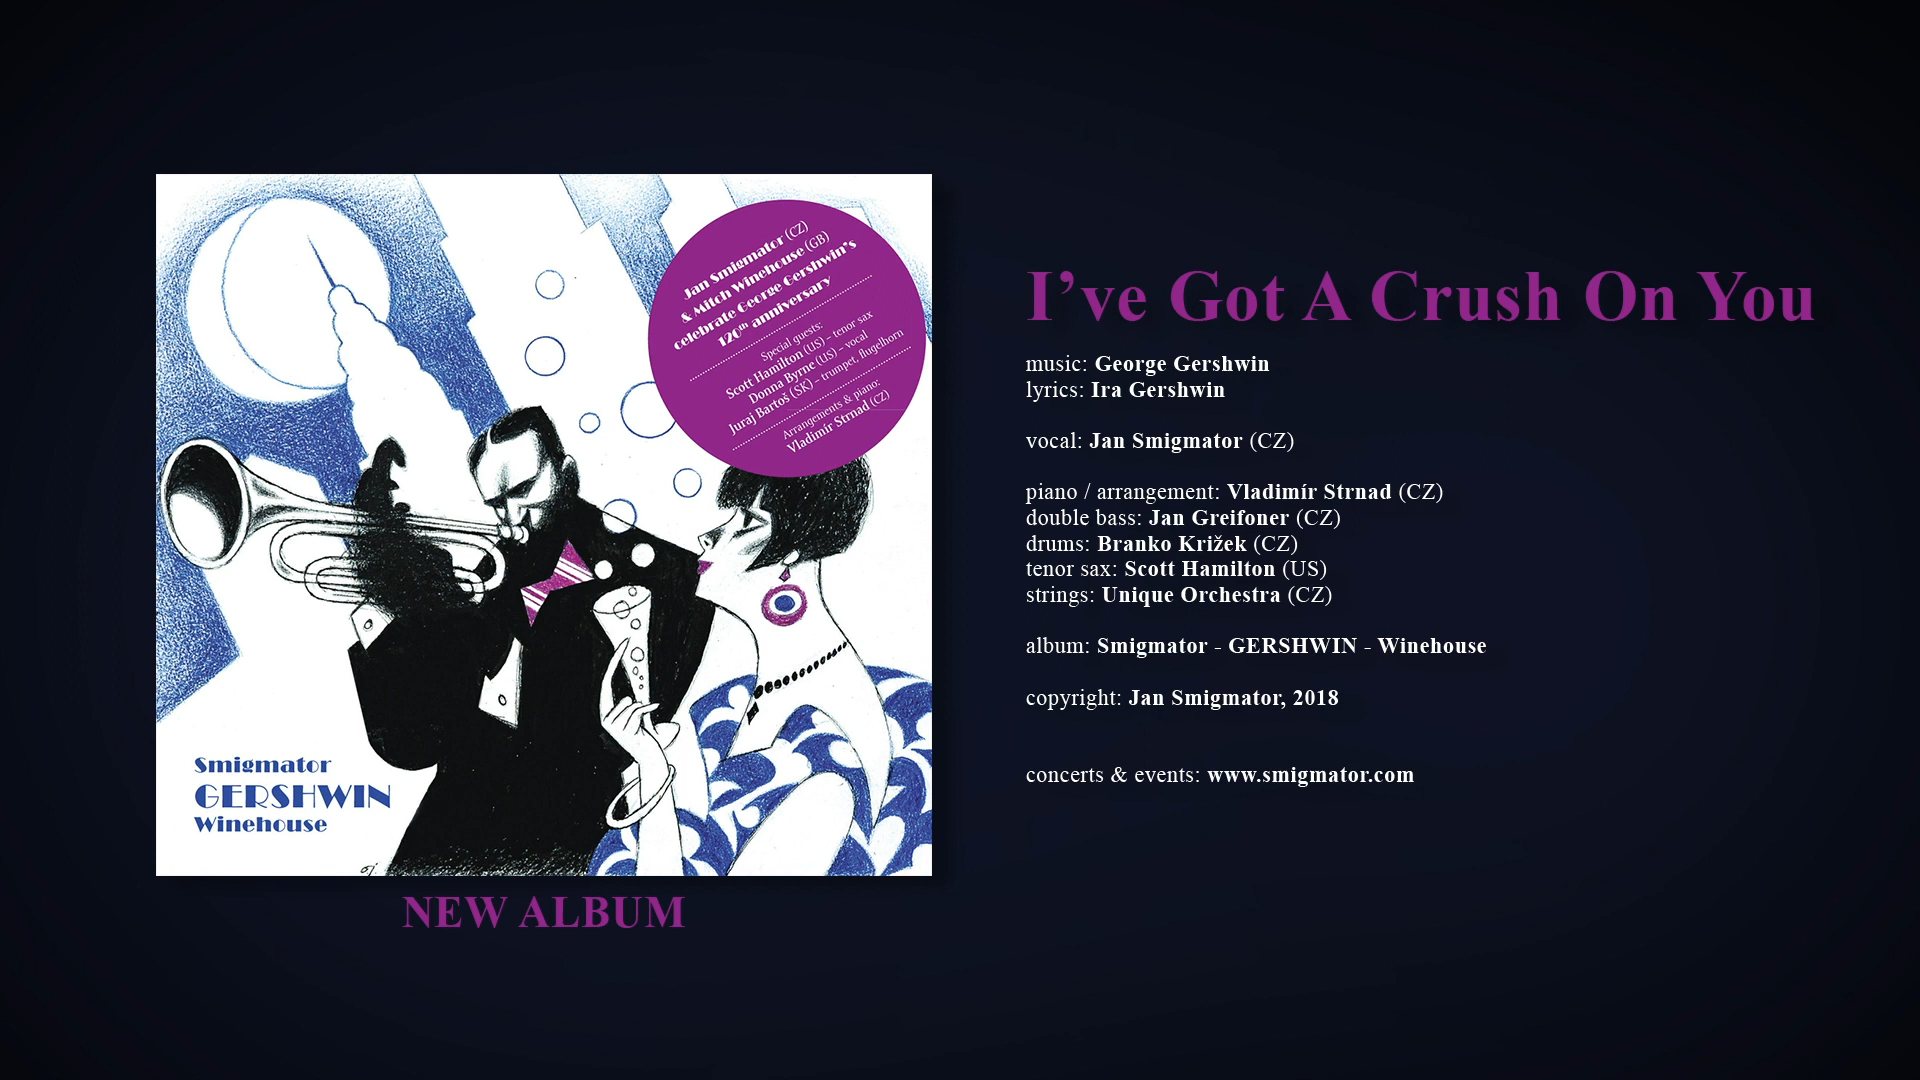 Jan Smigmator (CZ)
& Mitch Winehouse (GB)
celebrate George Gershwin's
120th anniversary
Special guests:
Scott Hamilton (US) – tenor sax
Donna Byrne (US) – vocal
Juraj Bartoš (SK) – trumpet, flugelhorn
Arrangements & piano:
Vladimír Strnad (CZ)
Smigmator
GERSHWIN
Winehouse
NEW ALBUM
I’ve Got A Crush On You
music: George Gershwin
lyrics: Ira Gershwin
vocal: Jan Smigmator (CZ)
piano / arrangement: Vladimír Strnad (CZ)
double bass: Jan Greifoner (CZ)
drums: Branko Križek (CZ)
tenor sax: Scott Hamilton (US)
strings: Unique Orchestra (CZ)
album: Smigmator - GERSHWIN - Winehouse
copyright: Jan Smigmator, 2018
concerts & events: www.smigmator.com